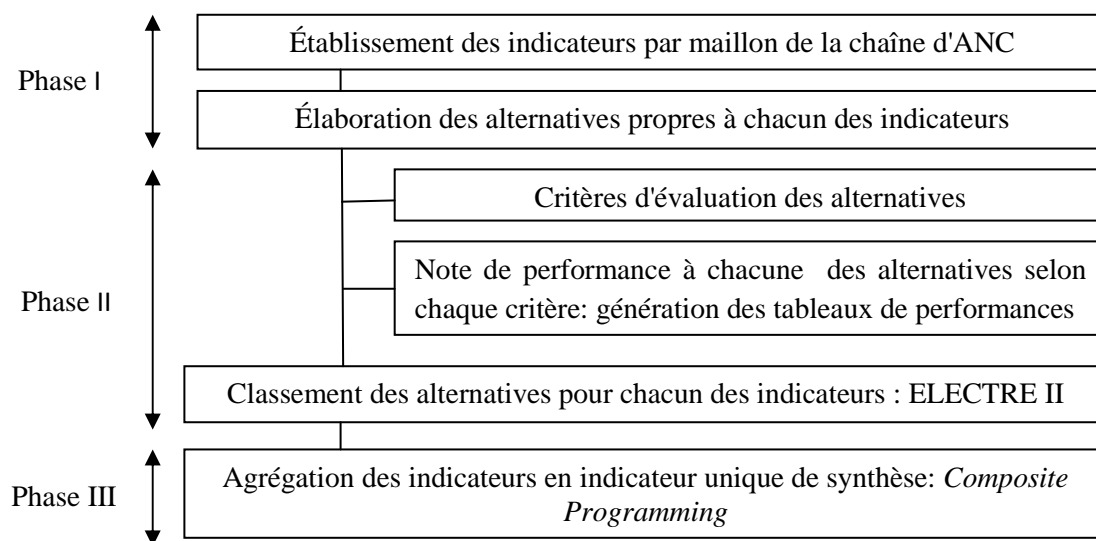 Établissement des indicateurs par maillon de la chaîne d'ANC
Phase I
Élaboration des alternatives propres à chacun des indicateurs
Critères d'évaluation des alternatives
Note de performance à chacune des alternatives selon
chaque critère: génération des tableaux de performances
Phase II
Classement des alternatives pour chacun des indicateurs : ELECTRE II
Agrégation des indicateurs en indicateur unique de synthèse: Composite
Programming
Phase III